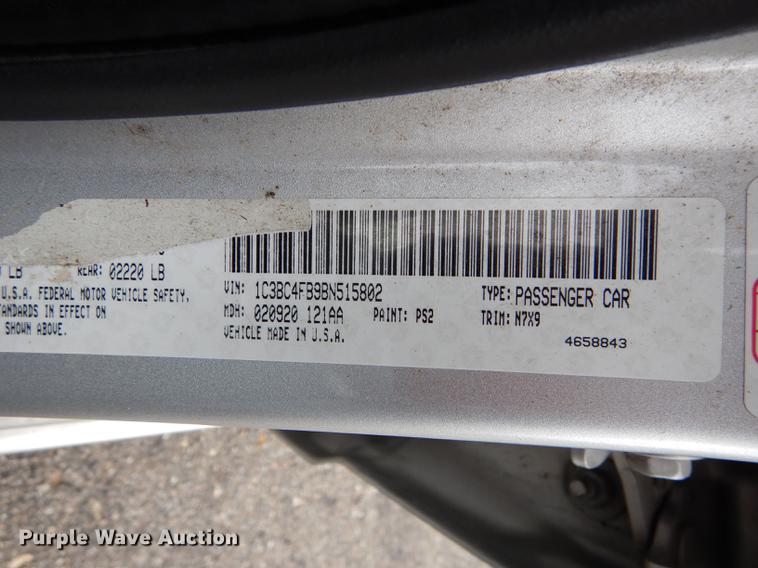 REAR: 02220 LB
LB
U.S.A. FEDERAL MOTOR VEHICLE SAFETY,
STANDARDS IN EFFECT ON
SHOWN ABOVE.
VIN: 1C3BC4FB9BN515802
TYPE: PASSENGER CAR
MDH: 020920 121AA
PAINT: PS2
TRIM: N7X9
VEHICLE MADE IN U.S.A.
4658843
Purple Wave Auction